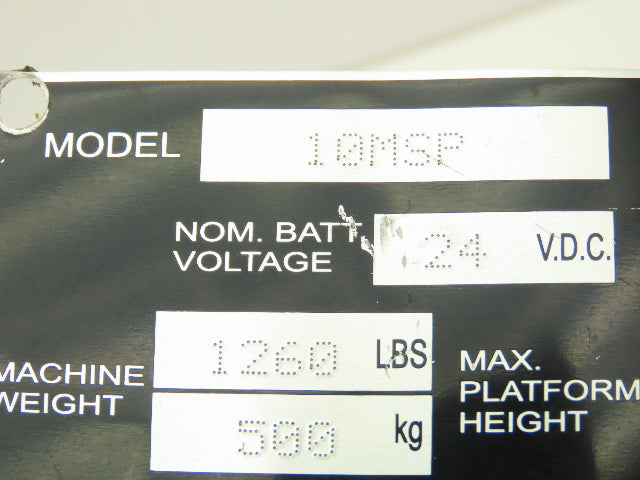 MODEL 10MSP
NOM. BATT VOLTAGE 24 V.D.C.
MACHINE WEIGHT 1260 LBS
500 kg
MAX. PLATFORM HEIGHT